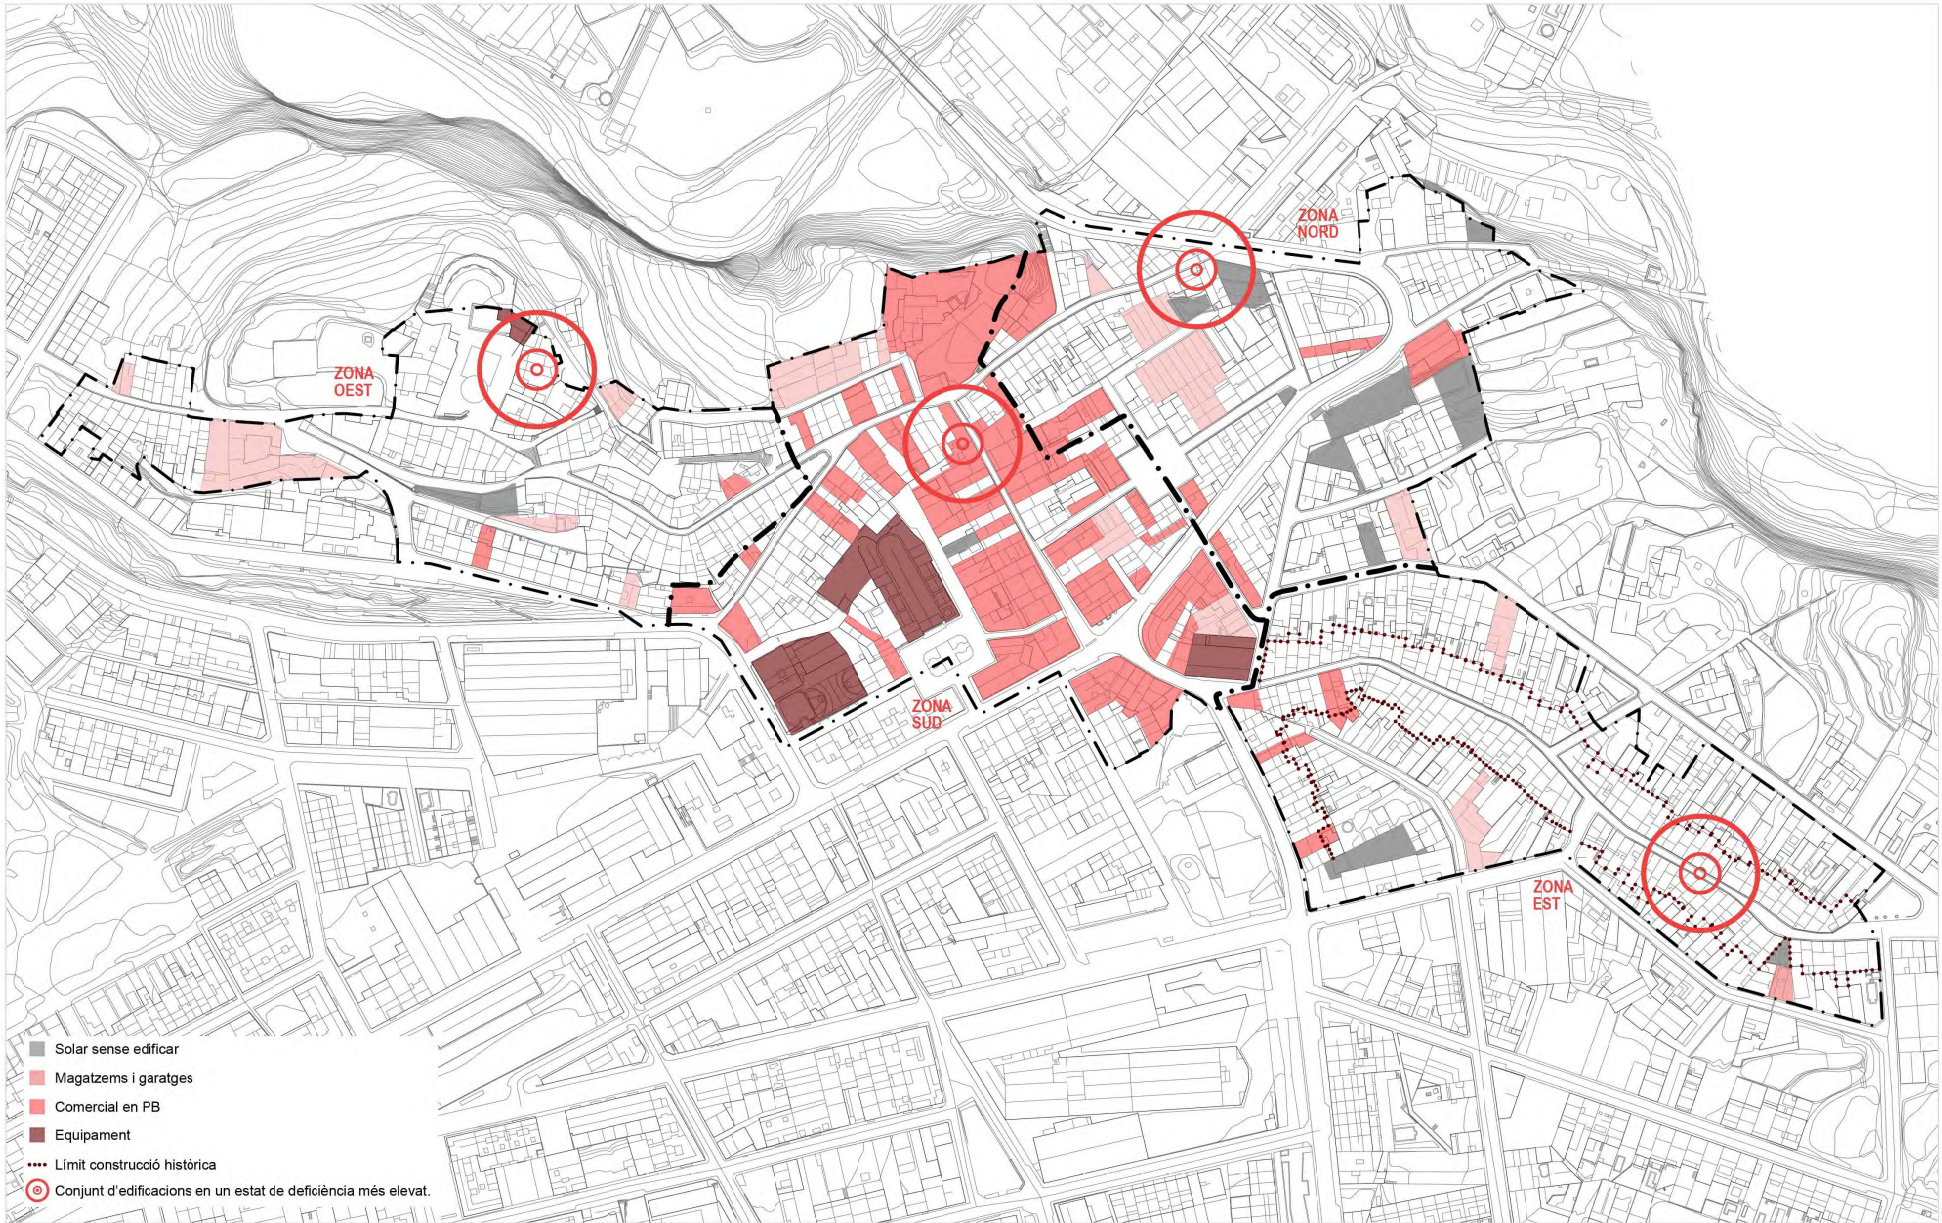 ZONA
NORD
ZONA
OEST
ZONA
SUD
ZONA
EST
Solar sense edificar
Magatzems i garatges
Comercial en PB
Equipament
Límit construcció històrica
Conjunt d'edificacions en un estat de deficiència més elevat.